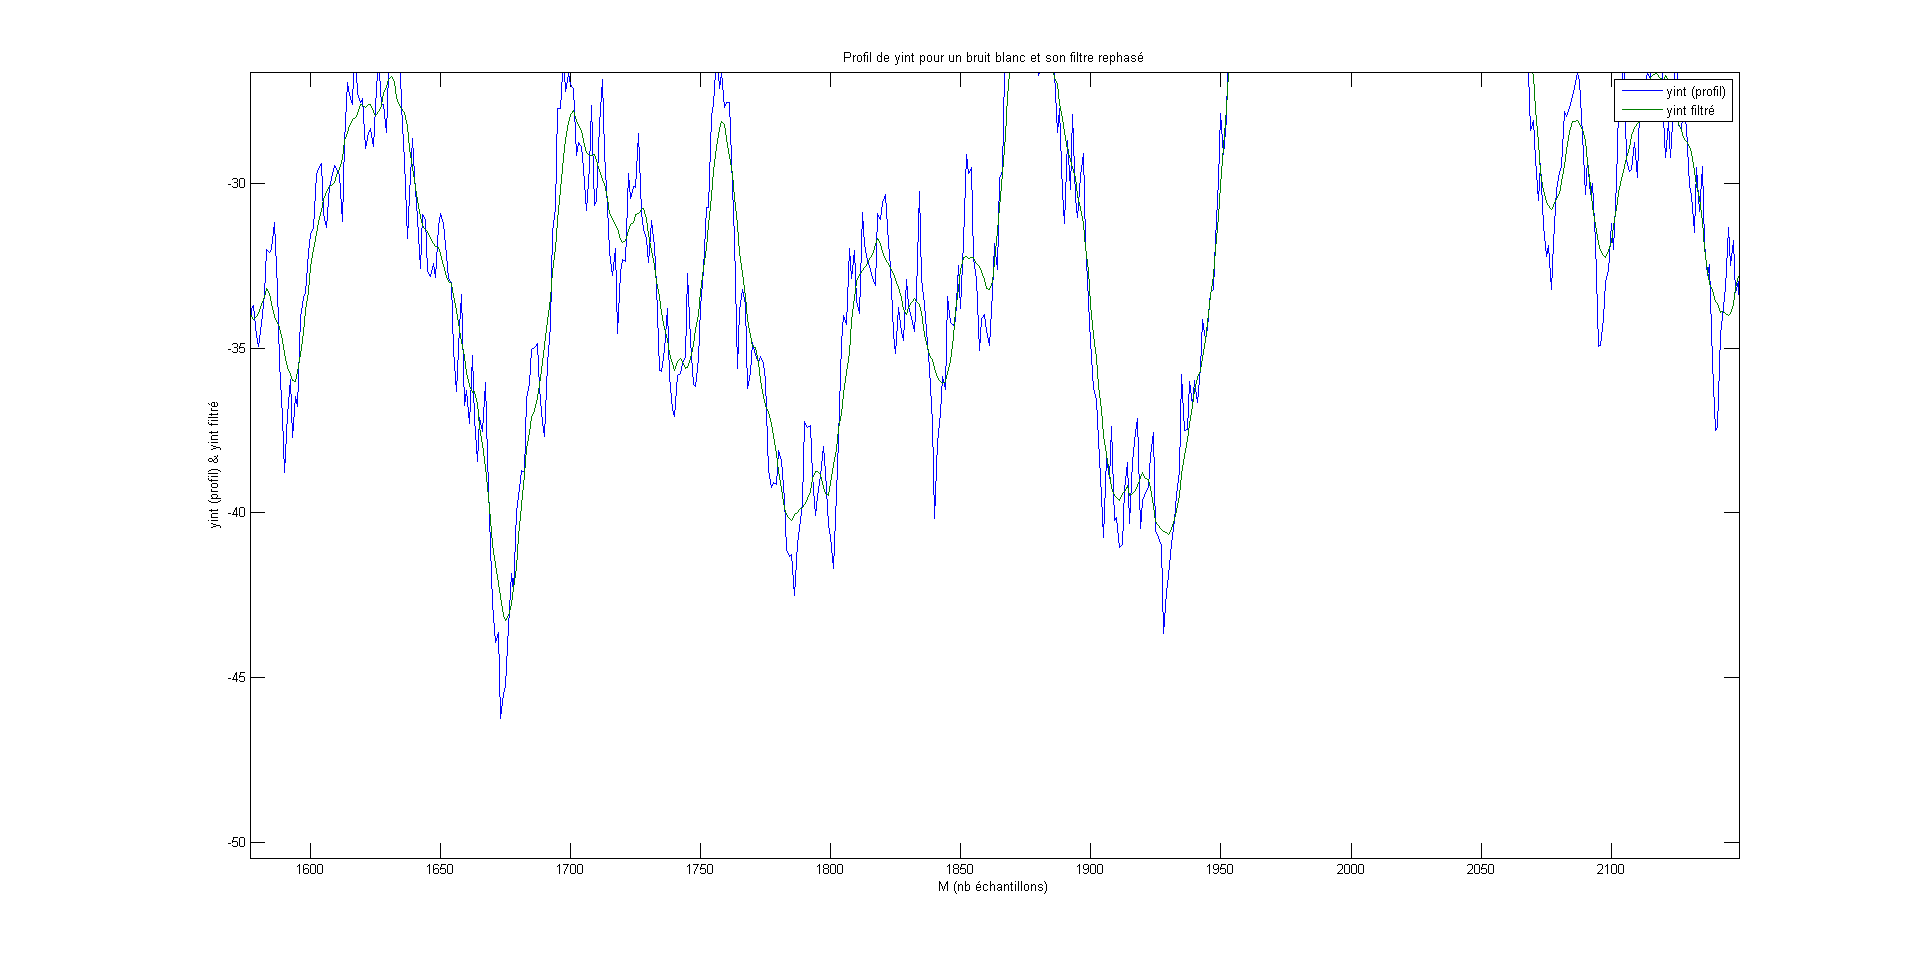 Profil de yint pour un bruit blanc et son filtre rephasé
yint (profil)
yint filtré
yint (profil) & yint filtré
-30
-35
-40
-45
-50
1600 1650 1700 1750 1800 1850 1900 1950 2000 2050 2100
M (nb échantillons)